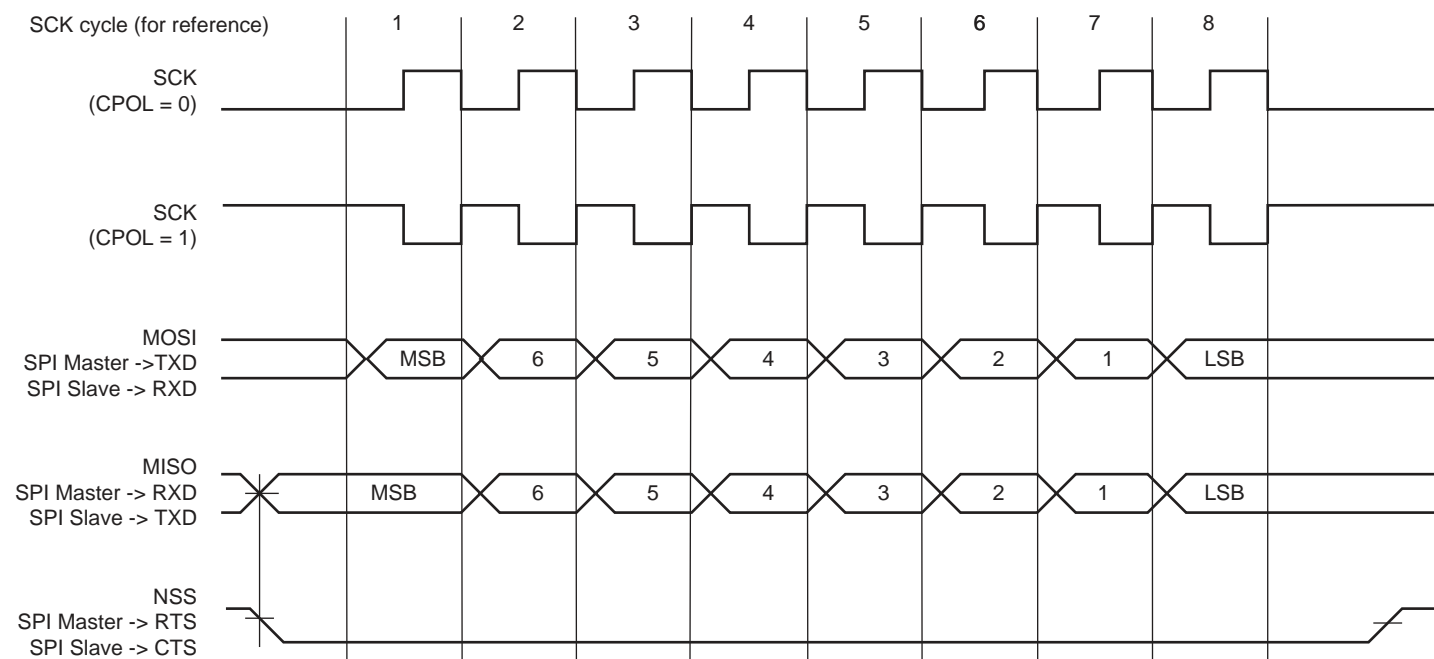 SCK cycle (for reference) 1 2 3 4 5 6 7 8
SCK
(CPOL = 0)
SCK
(CPOL = 1)
MOSI
SPI Master ->TXD
SPI Slave -> RXD
MSB 6 5 4 3 2 1 LSB
MISO
SPI Master -> RXD
SPI Slave -> TXD
MSB 6 5 4 3 2 1 LSB
NSS
SPI Master -> RTS
SPI Slave -> CTS